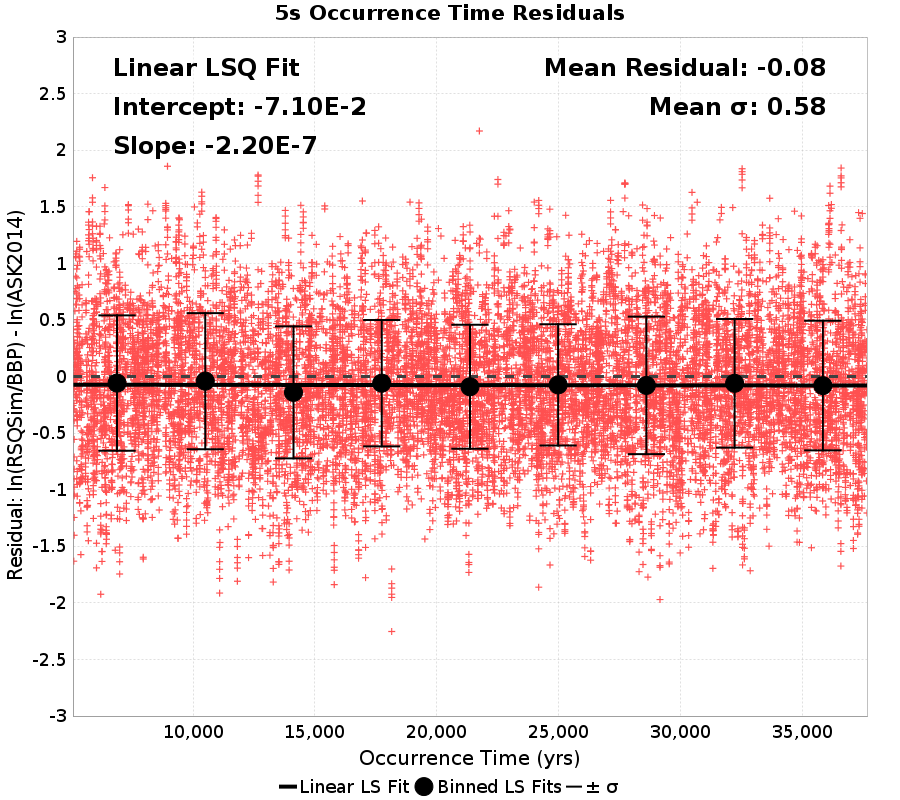 5s Occurrence Time Residuals
Linear LSQ Fit
Intercept: -7.10E-2
Slope: -2.20E-7
Mean Residual: -0.08
Mean σ: 0.58
Residual: ln(RSQSim/BBP) - ln(ASK2014)
3
2.5
2
1.5
1
0.5
0
-0.5
-1
-1.5
-2
-2.5
-3
10,000
15,000
20,000
25,000
30,000
35,000
Occurrence Time (yrs)
Linear LS Fit
Binned LS Fits
± σ